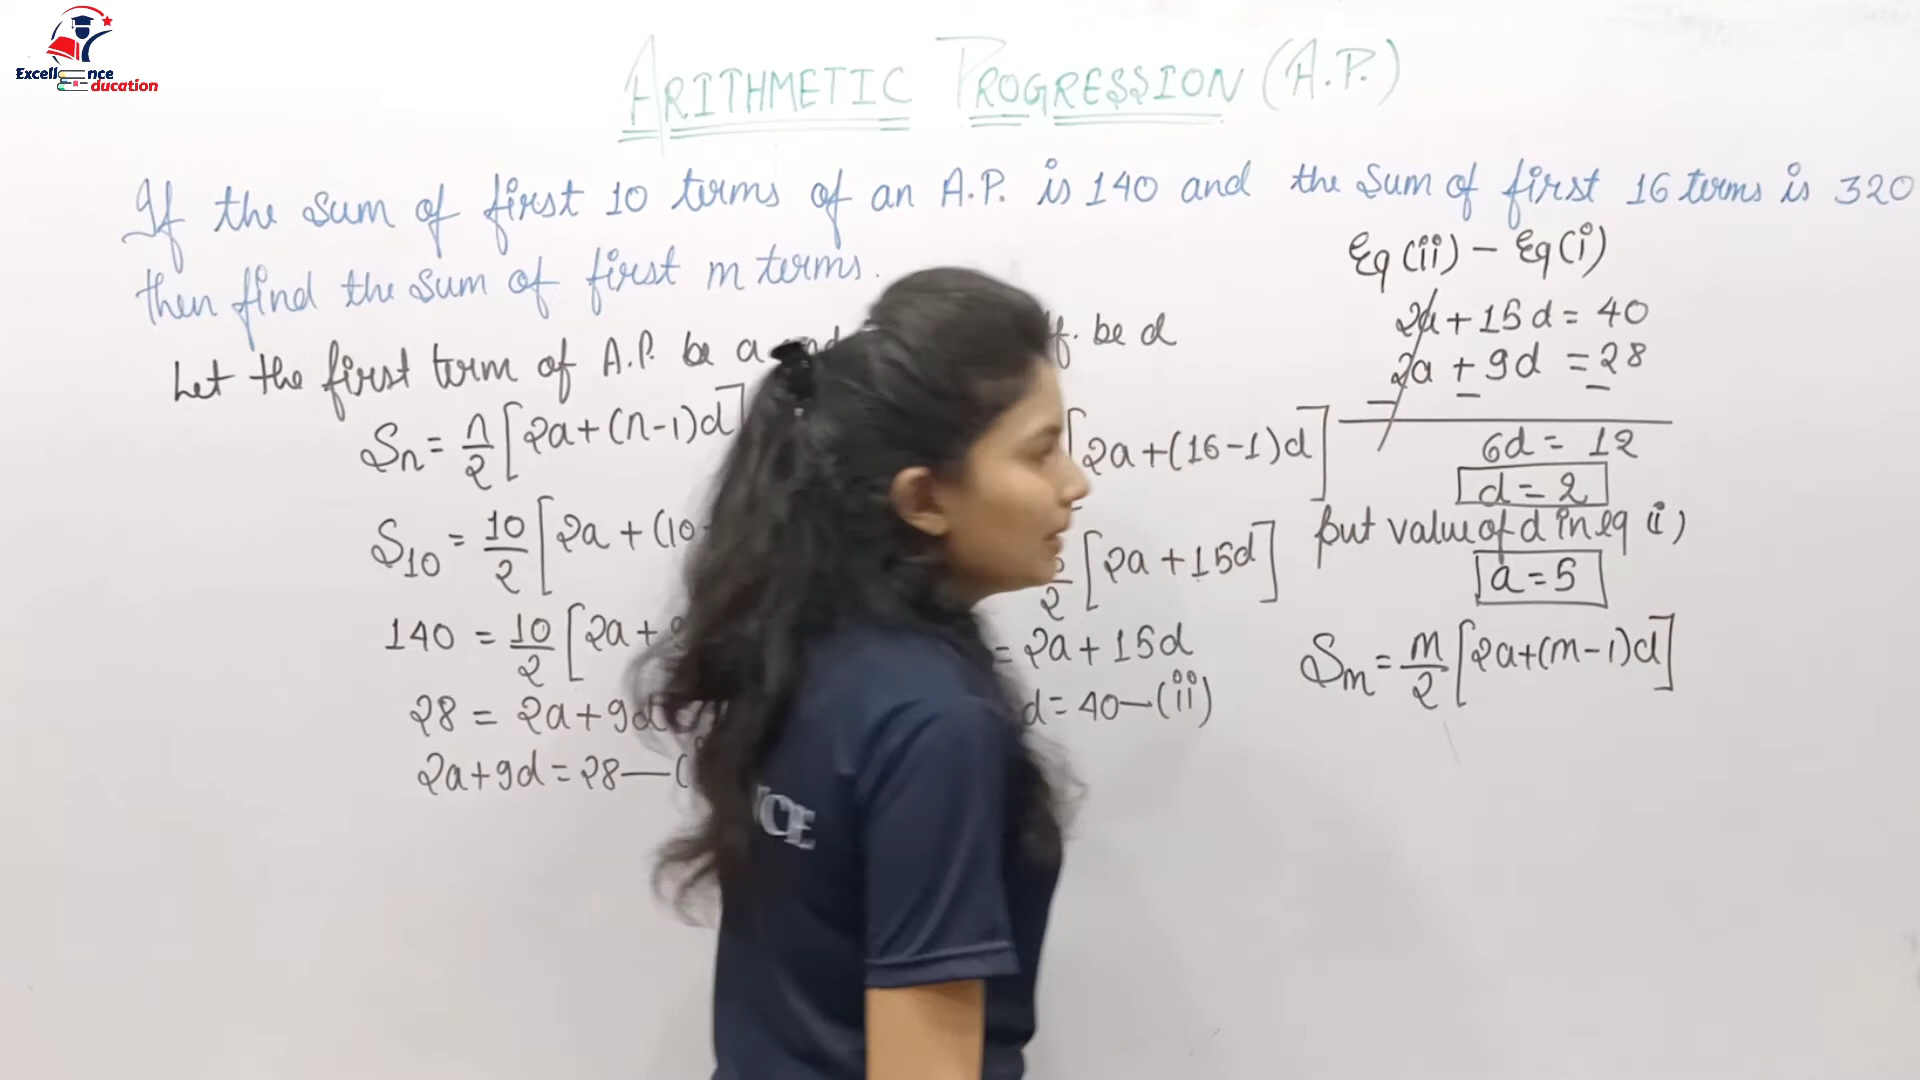 Excellence
Education
ARITHMETIC PROGRESSION (A.P.)
If the sum of first 10 terms of an A.P. is 140 and the sum of first 16 terms is 320
then find the sum of first m terms.
Let the first term of A.P. be a and
be d
Sn = n/2 [2a+(n-1)d]
S10 = 10/2 [2a + (10-
140 = 10/2 [2a + 9
28 = 2a+9d
2a+9d = 28 — (
[2a+(16-1)d]
/2 [2a+15d]
= 2a+15d
d = 40 — (ii)
Eq (ii) - Eq (i)
2a + 15d = 40
2a + 9d = 28
- - -
6d = 12
d = 2
put value of d in eq (i)
a = 5
Sm = m/2 [2a+(m-1)d]
NCE